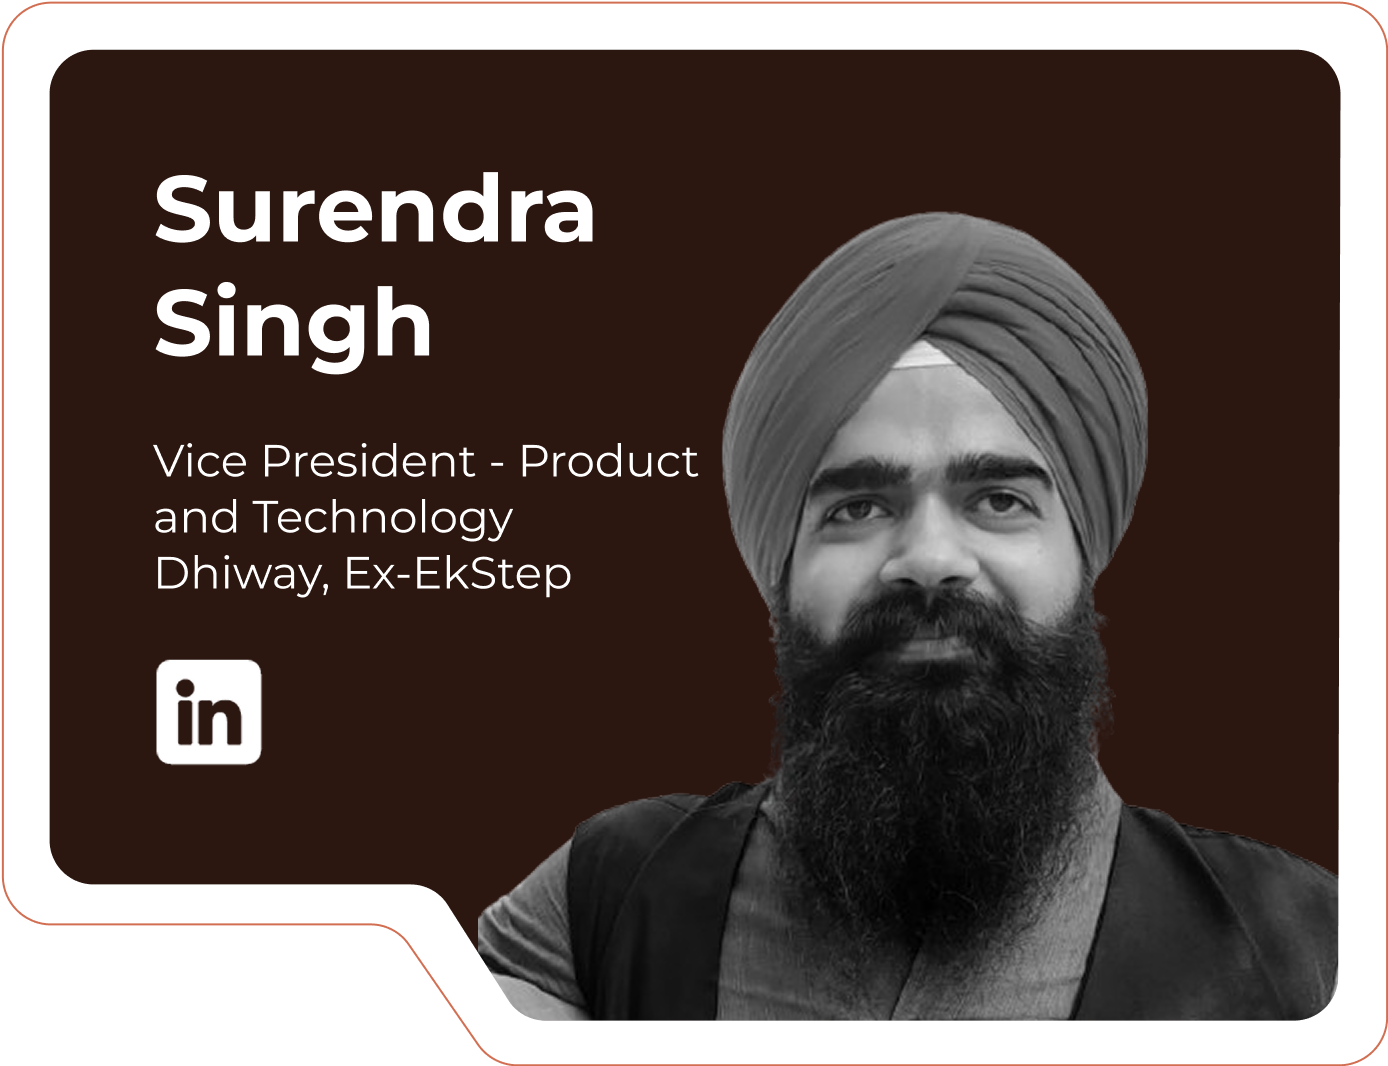 Surendra
Singh
Vice President - Product
and Technology
Dhiway, Ex-EkStep
in